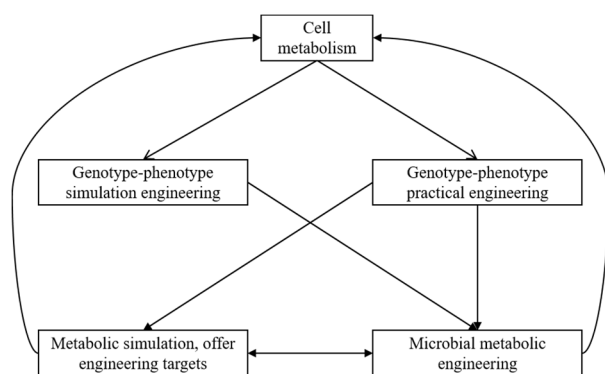 Cell
metabolism
Genotype-phenotype
simulation engineering
Genotype-phenotype
practical engineering
Metabolic simulation, offer
engineering targets
Microbial metabolic
engineering